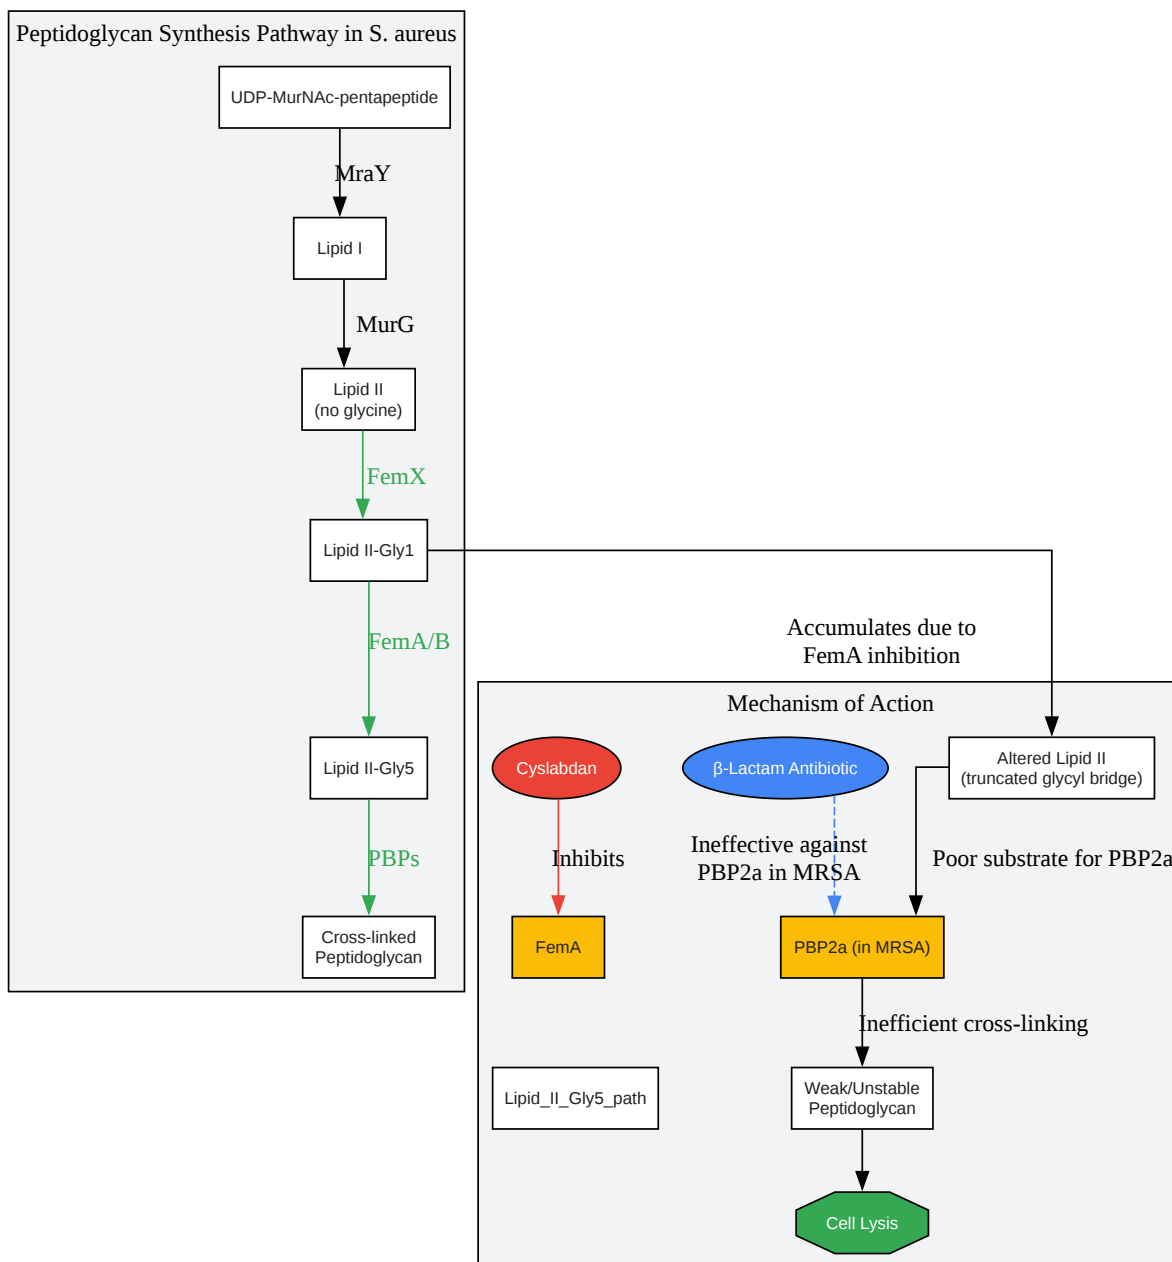 Peptidoglycan Synthesis Pathway in S. aureus
UDP-MurNAc-pentapeptide
MraY
Lipid I
MurG
Lipid II
(no glycine)
FemX
Lipid II-Gly1
FemA/B
Lipid II-Gly5
PBPs
Cross-linked
Peptidoglycan
Accumulates due to
FemA inhibition
Mechanism of Action
Cyslabdan
β-Lactam Antibiotic
Altered Lipid II
(truncated glycyl bridge)
Inhibits
Ineffective against
PBP2a in MRSA
Poor substrate for PBP2a
FemA
PBP2a (in MRSA)
Inefficient cross-linking
Lipid_II_Gly5_path
Weak/Unstable
Peptidoglycan
Cell Lysis